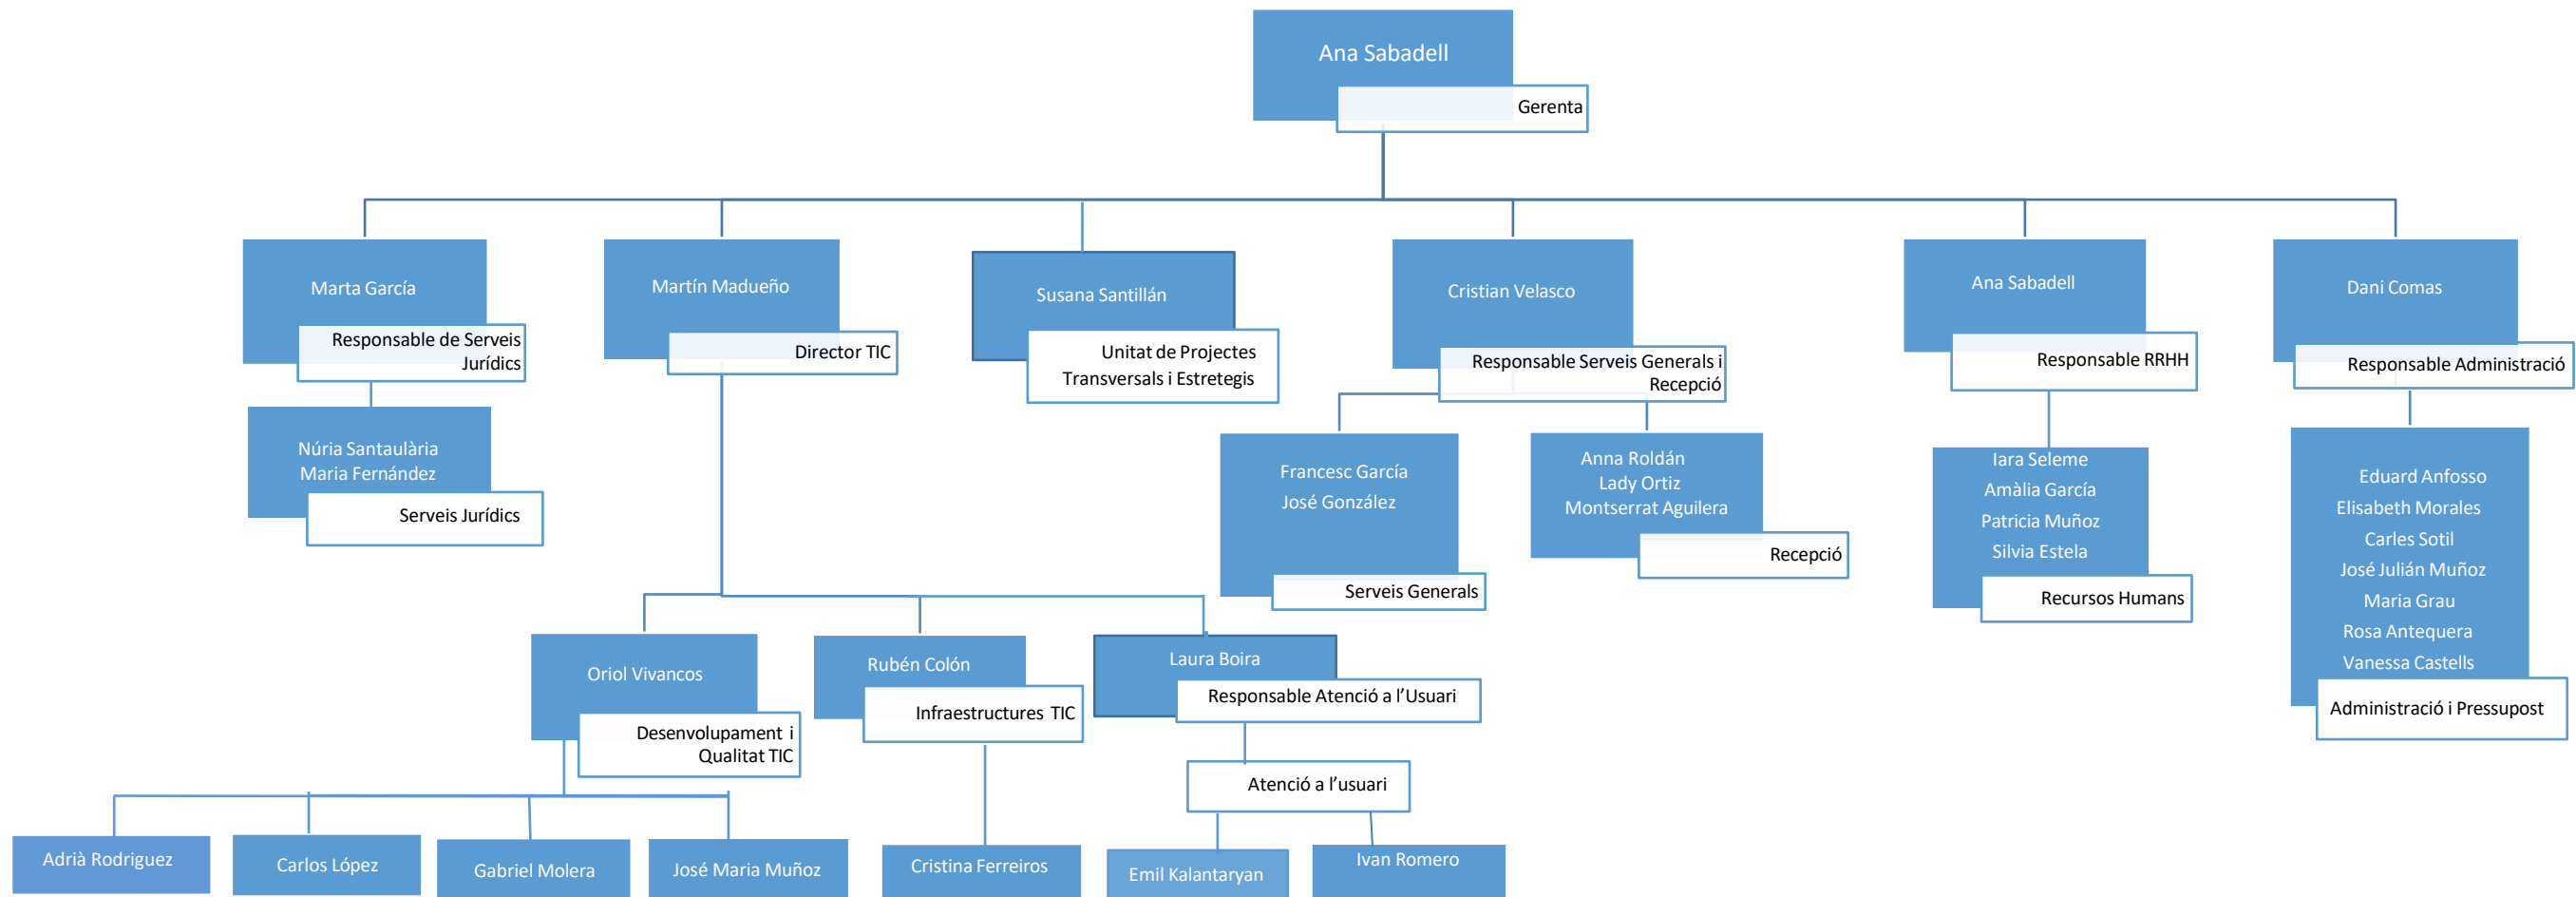 Ana Sabadell
Gerenta
Marta García
Responsable de Serveis
Jurídics
Martín Madueño
Director TIC
Susana Santillán
Unitat de Projectes
Transversals i Estretegis
Cristian Velasco
Responsable Serveis Generals i
Recepció
Ana Sabadell
Responsable RRHH
Dani Comas
Responsable Administració
Núria Santaulària
Maria Fernández
Serveis Jurídics
Francesc García
José González
Serveis Generals
Anna Roldán
Lady Ortiz
Montserrat Aguilera
Recepció
Iara Seleme
Amàlia García
Patricia Muñoz
Silvia Estela
Recursos Humans
Eduard Anfosso
Elisabeth Morales
Carles Sotil
José Julián Muñoz
Maria Grau
Rosa Antequera
Vanessa Castells
Administració i Pressupost
Oriol Vivancos
Desenvolupament i
Qualitat TIC
Rubén Colón
Infraestructures TIC
Laura Boira
Responsable Atenció a l’Usuari
Atenció a l’usuari
Adrià Rodriguez
Carlos López
Gabriel Molera
José Maria Muñoz
Cristina Ferreiros
Emil Kalantaryan
Ivan Romero